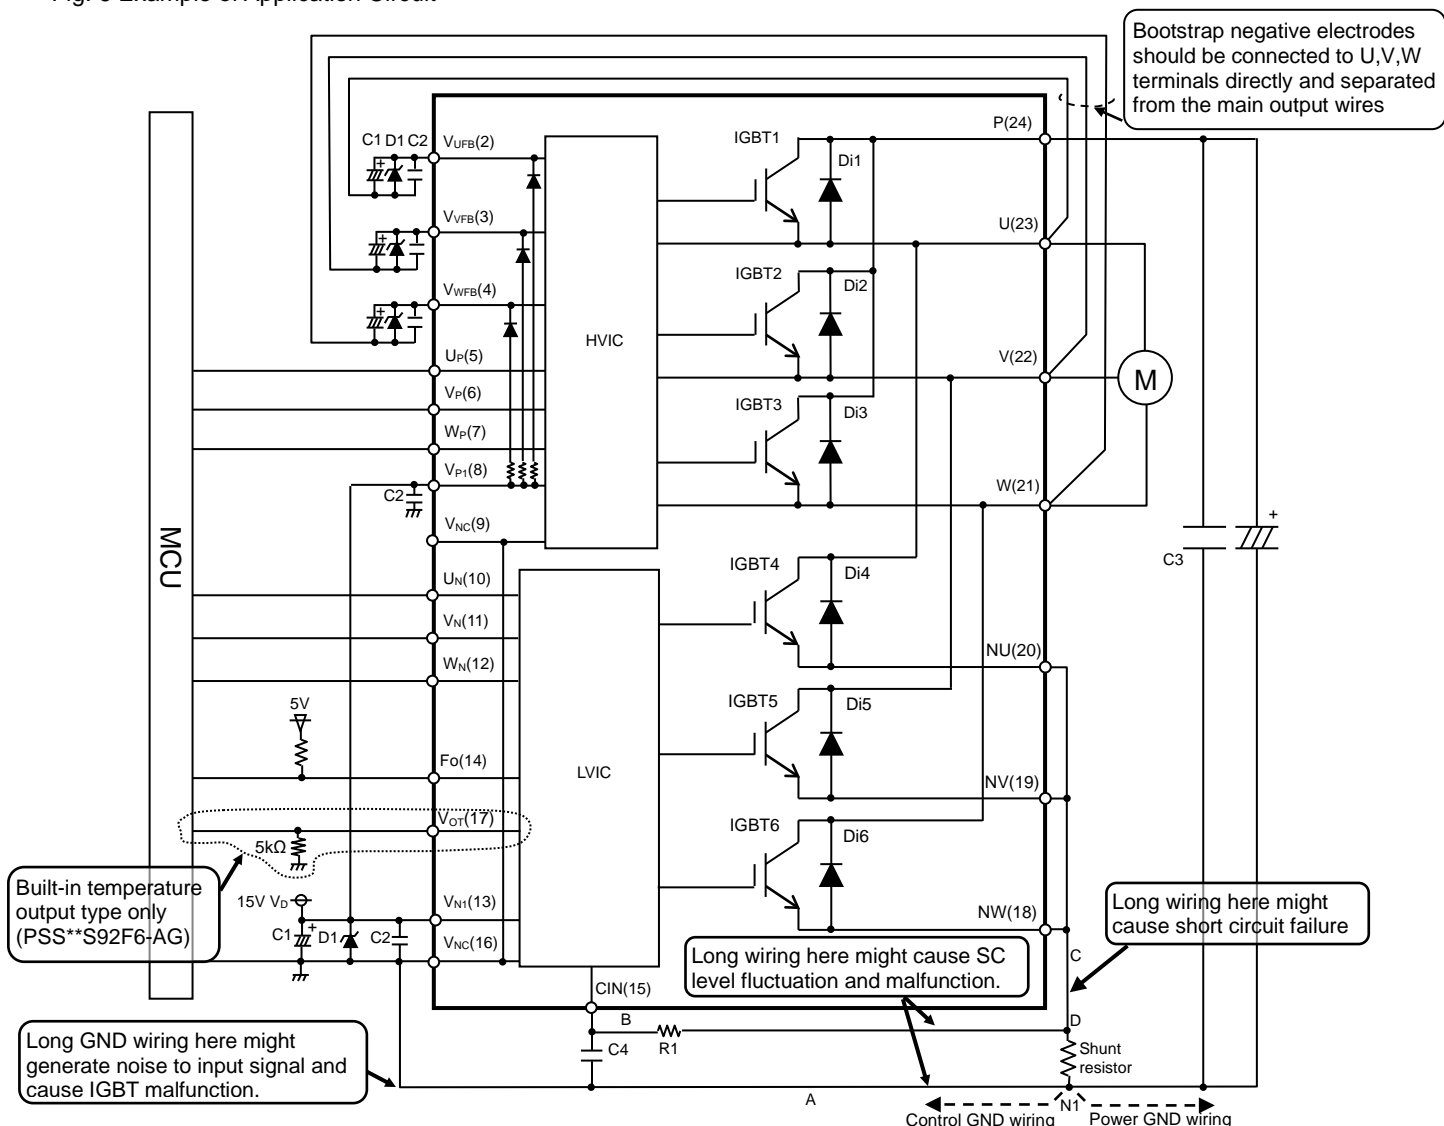 Fig. 3 Example of Application Circuit
Bootstrap negative electrodes
should be connected to U,V,W
terminals directly and separated
from the main output wires
P(24)
IGBT1
Di1
C1 D1 C2
VUFB(2)
U(23)
VVFB(3)
IGBT2
Di2
VWFB(4)
HVIC
UP(5)
V(22)
M
VP(6)
IGBT3
Di3
WP(7)
VP1(8)
C2
W(21)
VNC(9)
MCU
C3
+
IGBT4
Di4
UN(10)
VN(11)
WN(12)
NU(20)
5V
IGBT5
Di5
Fo(14)
LVIC
NV(19)
VOT(17)
5kΩ
IGBT6
Di6
Built-in temperature
output type only
(PSS**S92F6-AG)
15V VD
VN1(13)
C1
+
D1
C2
VNC(16)
NW(18)
Long wiring here might
cause short circuit failure
Long wiring here might cause SC
level fluctuation and malfunction.
C
CIN(15)
B
R1
D
C4
Shunt
resistor
Long GND wiring here might
generate noise to input signal and
cause IGBT malfunction.
A
N1
Control GND wiring
Power GND wiring